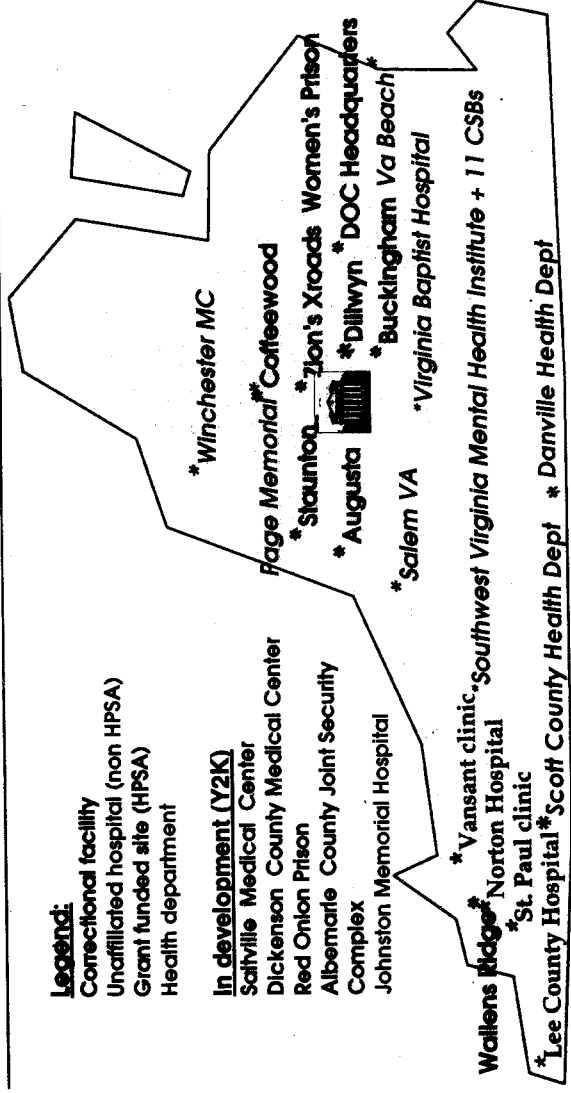 Legend:
Correctional facility
Unaffiliated hospital (non HPSA)
Grant funded site (HPSA)
Health department
In development (Y2K)
Saltville Medical Center
Dickenson County Medical Center
Red Onion Prison
Albemarle County Joint Security
Complex
Johnston Memorial Hospital
*Winchester MC
Page Memorial* *Coffeewood
*Staunton *Zion's Xroads Women's Prison
*Augusta *Dillwyn *DOC Headquarters
*Buckingham Va Beach*
*Salem VA *Virginia Baptist Hospital
*Vansant clinic *Southwest Virginia Mental Health Institute + 11 CSBs
Wallens Ridge* *Norton Hospital
*St. Paul clinic
*Lee County Hospital *Scott County Health Dept * Danville Health Dept